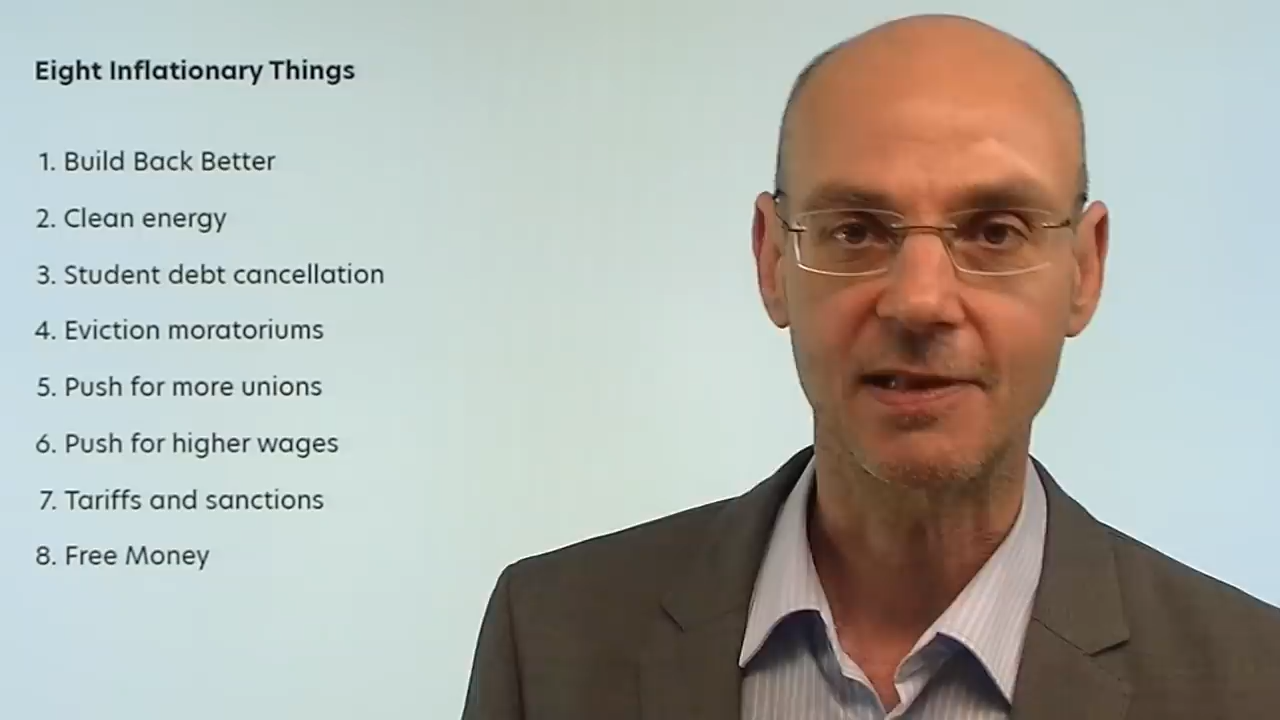 Eight Inflationary Things
1. Build Back Better
2. Clean energy
3. Student debt cancellation
4. Eviction moratoriums
5. Push for more unions
6. Push for higher wages
7. Tariffs and sanctions
8. Free Money